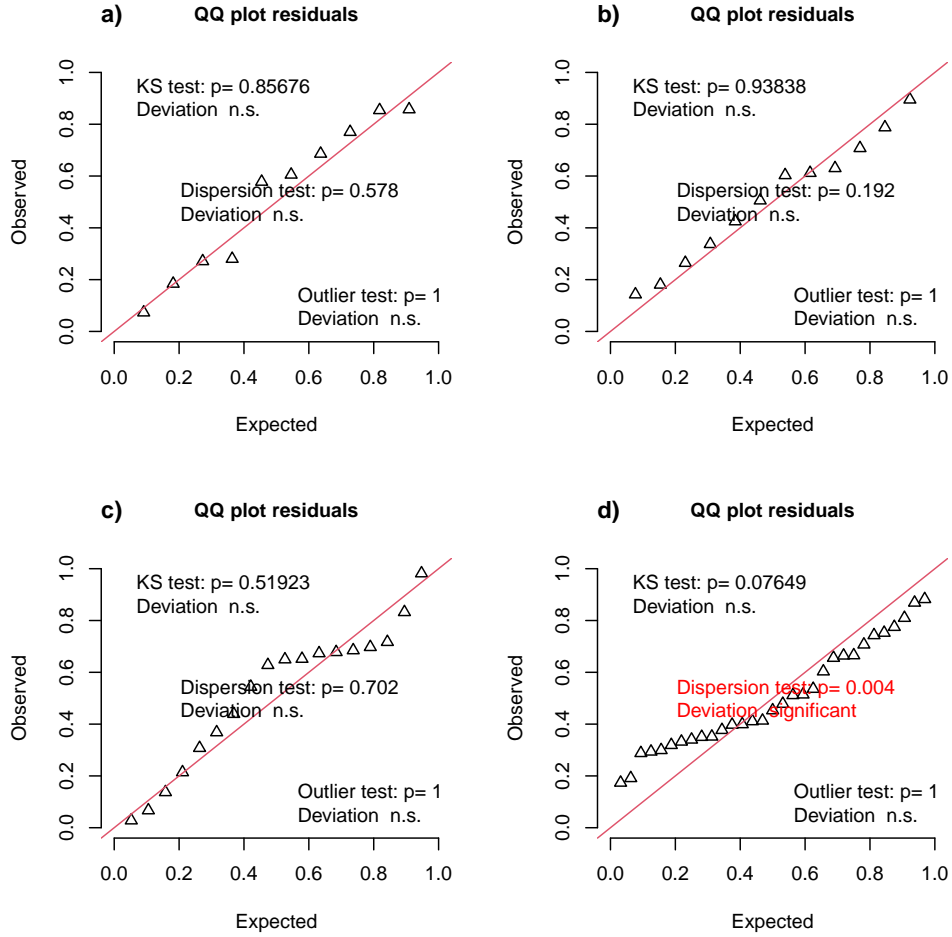 a) QQ plot residuals
KS test: p= 0.85676
Deviation n.s.
Dispersion test: p= 0.578
Deviation n.s.
Outlier test: p= 1
Deviation n.s.
Observed
0.0 0.2 0.4 0.6 0.8 1.0
0.0 0.2 0.4 0.6 0.8 1.0
Expected
b) QQ plot residuals
KS test: p= 0.93838
Deviation n.s.
Dispersion test: p= 0.192
Deviation n.s.
Outlier test: p= 1
Deviation n.s.
Observed
0.0 0.2 0.4 0.6 0.8 1.0
0.0 0.2 0.4 0.6 0.8 1.0
Expected
c) QQ plot residuals
KS test: p= 0.51923
Deviation n.s.
Dispersion test: p= 0.702
Deviation n.s.
Outlier test: p= 1
Deviation n.s.
Observed
0.0 0.2 0.4 0.6 0.8 1.0
0.0 0.2 0.4 0.6 0.8 1.0
Expected
d) QQ plot residuals
KS test: p= 0.07649
Deviation n.s.
Dispersion test: p= 0.004
Deviation significant
Outlier test: p= 1
Deviation n.s.
Observed
0.0 0.2 0.4 0.6 0.8 1.0
0.0 0.2 0.4 0.6 0.8 1.0
Expected